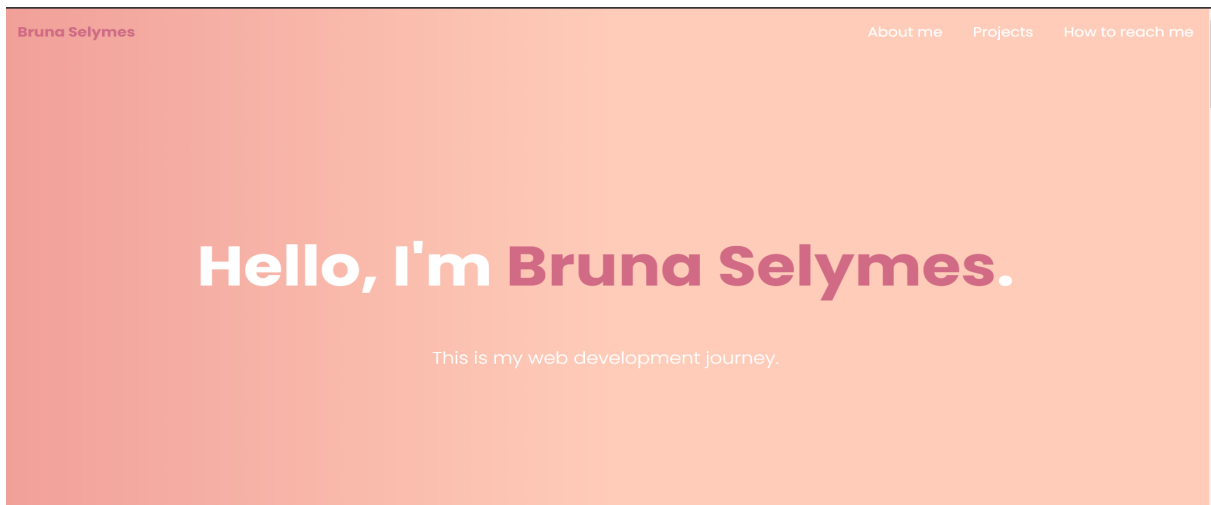 Bruna Selymes
About me Projects How to reach me
Hello, I'm Bruna Selymes.
This is my web development journey.